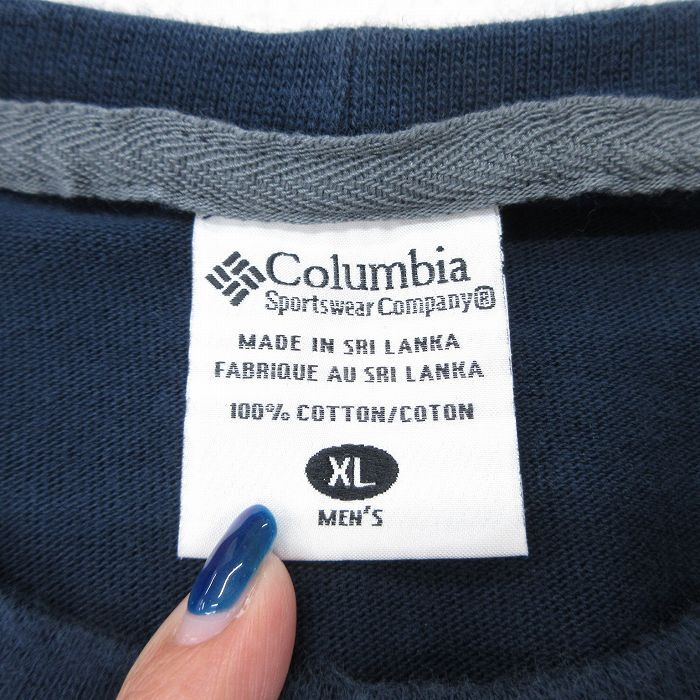 Columbia
Sportswear Company®
MADE IN SRI LANKA
FABRIQUE AU SRI LANKA
100% COTTON/COTON
XL
MEN'S